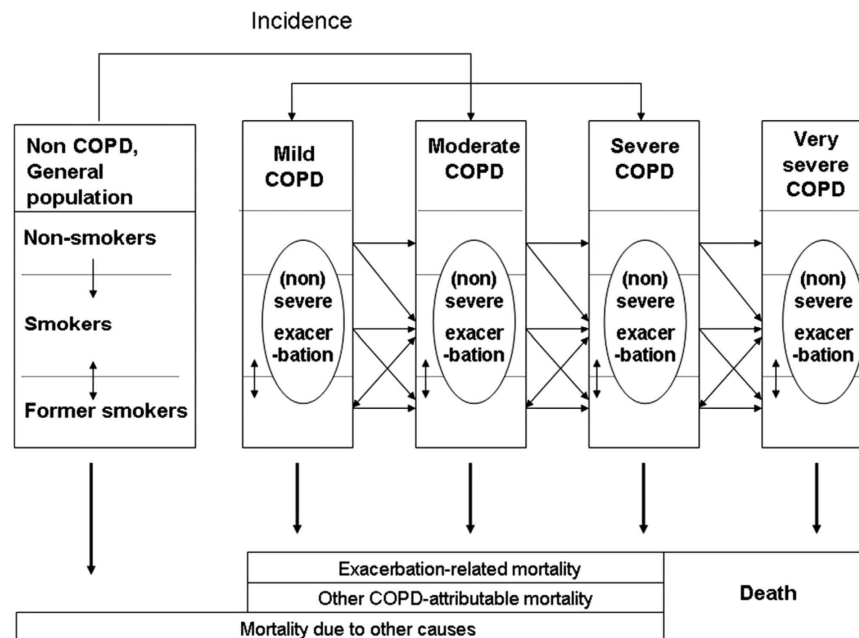 Incidence
Non COPD,
General
population
Non-smokers
Smokers
Former smokers
Mild
COPD
(non)
severe
exacer
-bation
Moderate
COPD
(non)
severe
exacer
-bation
Severe
COPD
(non)
severe
exacer
-bation
Very
severe
COPD
(non)
severe
exacer
-bation
Exacerbation-related mortality
Other COPD-attributable mortality
Mortality due to other causes
Death